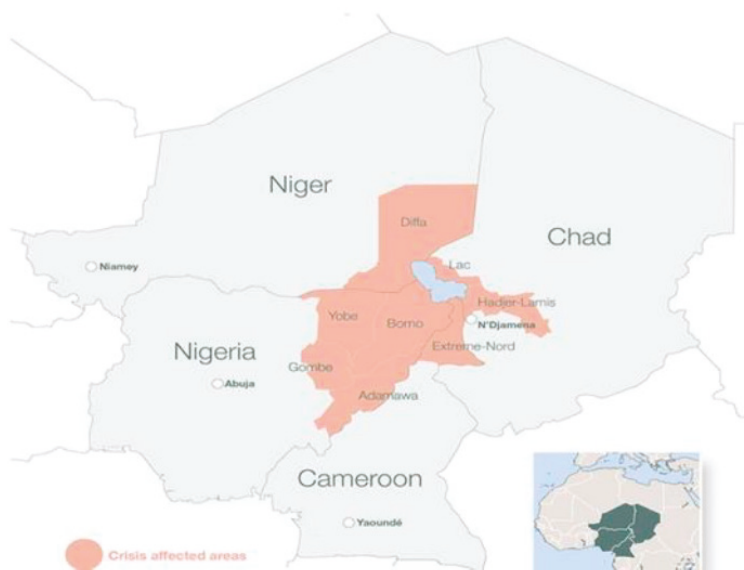 Niger
Diffa
Chad
Lac
Niamey
Hadjer-Lamis
Yobe
Borno
N'Djamena
Extreme-Nord
Nigeria
Gombe
Abuja
Adamawa
Cameroon
Yaoundé
Crisis affected areas